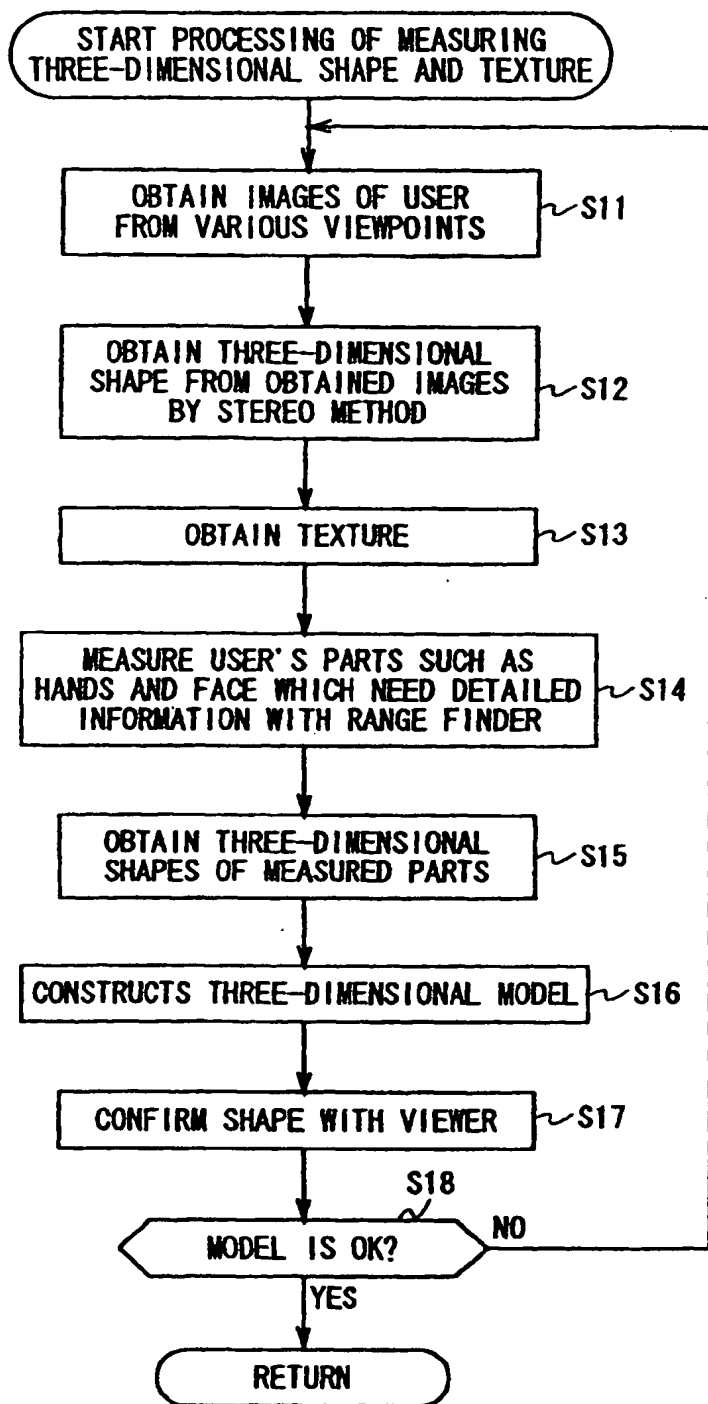 START PROCESSING OF MEASURING
THREE-DIMENSIONAL SHAPE AND TEXTURE
OBTAIN IMAGES OF USER
FROM VARIOUS VIEWPOINTS
S11
OBTAIN THREE-DIMENSIONAL
SHAPE FROM OBTAINED IMAGES
BY STEREO METHOD
S12
OBTAIN TEXTURE
S13
MEASURE USER'S PARTS SUCH AS
HANDS AND FACE WHICH NEED DETAILED
INFORMATION WITH RANGE FINDER
S14
OBTAIN THREE-DIMENSIONAL
SHAPES OF MEASURED PARTS
S15
CONSTRUCTS THREE-DIMENSIONAL MODEL
S16
CONFIRM SHAPE WITH VIEWER
S17
S18
MODEL IS OK?
NO
YES
RETURN